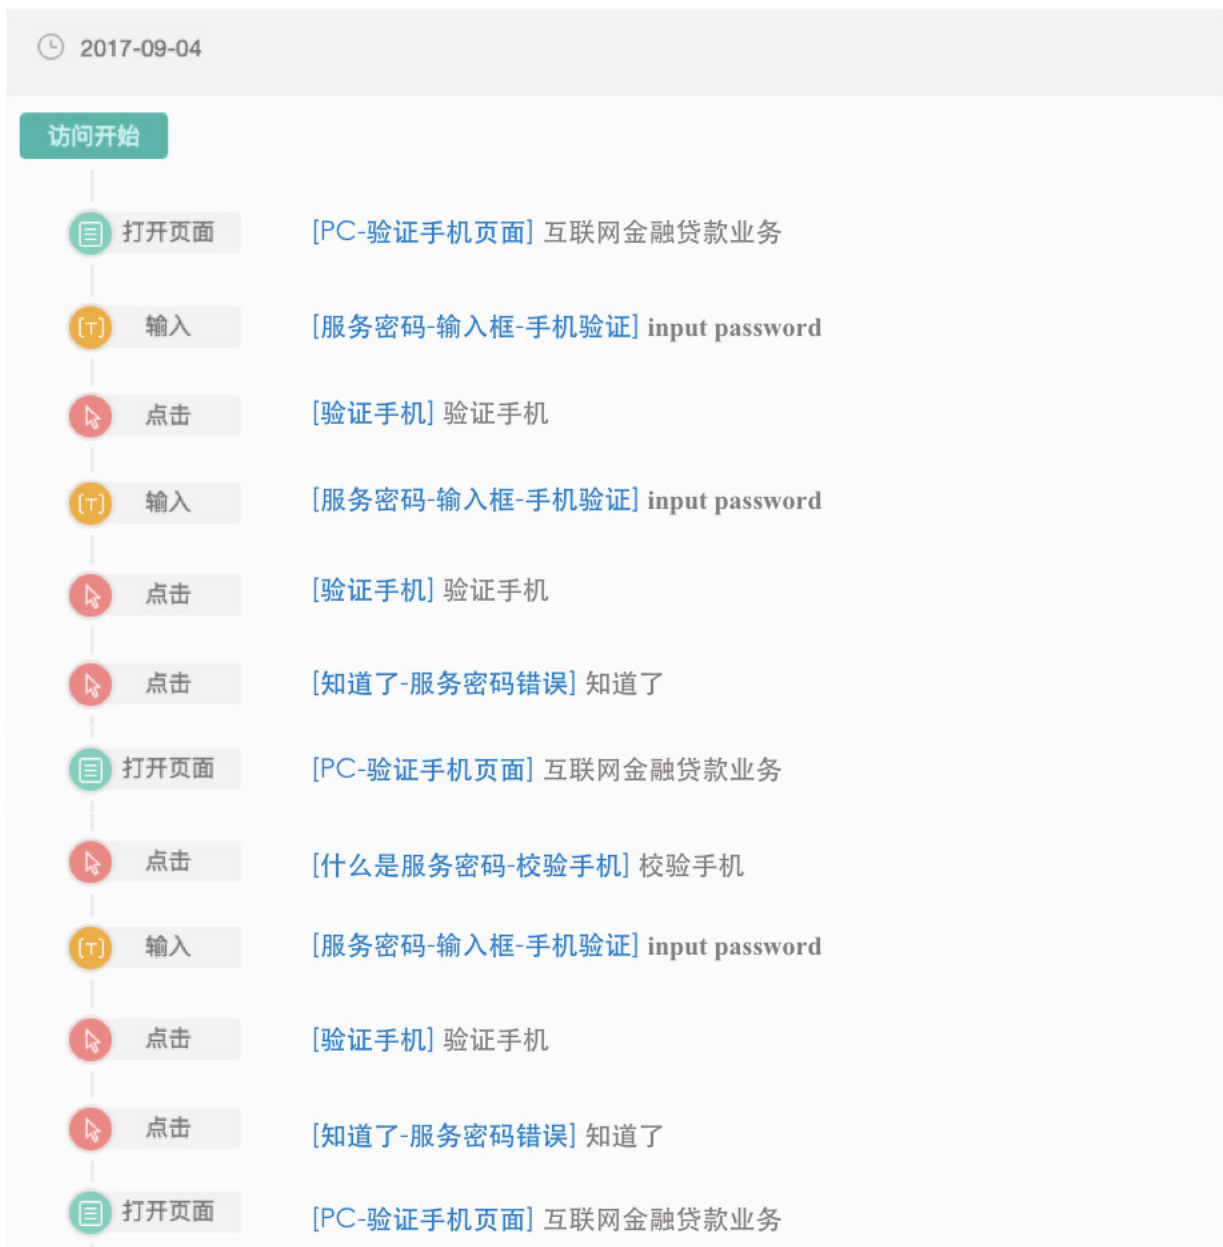 2017-09-04
访问开始
打开页面 [PC-验证手机页面] 互联网金融贷款业务
输入 [服务密码-输入框-手机验证] input password
点击 [验证手机] 验证手机
输入 [服务密码-输入框-手机验证] input password
点击 [验证手机] 验证手机
点击 [知道了-服务密码错误] 知道了
打开页面 [PC-验证手机页面] 互联网金融贷款业务
点击 [什么是服务密码-校验手机] 校验手机
输入 [服务密码-输入框-手机验证] input password
点击 [验证手机] 验证手机
点击 [知道了-服务密码错误] 知道了
打开页面 [PC-验证手机页面] 互联网金融贷款业务